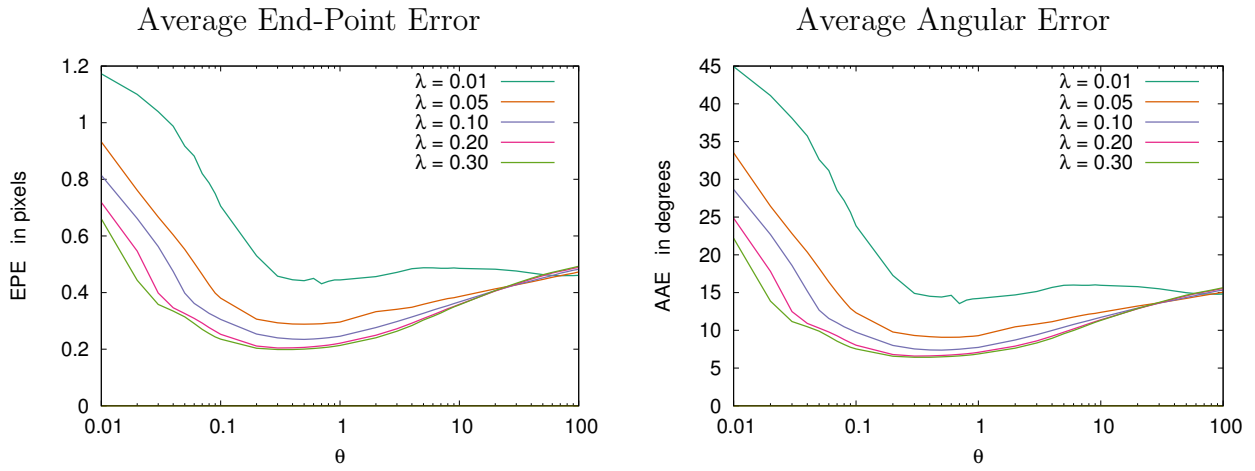 Average End-Point Error
1.2
1
0.8
0.6
0.4
0.2
0
EPE in pixels
0.01 0.1 1 10 100
θ
λ = 0.01
λ = 0.05
λ = 0.10
λ = 0.20
λ = 0.30
Average Angular Error
45
40
35
30
25
20
15
10
5
0
AAE in degrees
0.01 0.1 1 10 100
θ
λ = 0.01
λ = 0.05
λ = 0.10
λ = 0.20
λ = 0.30